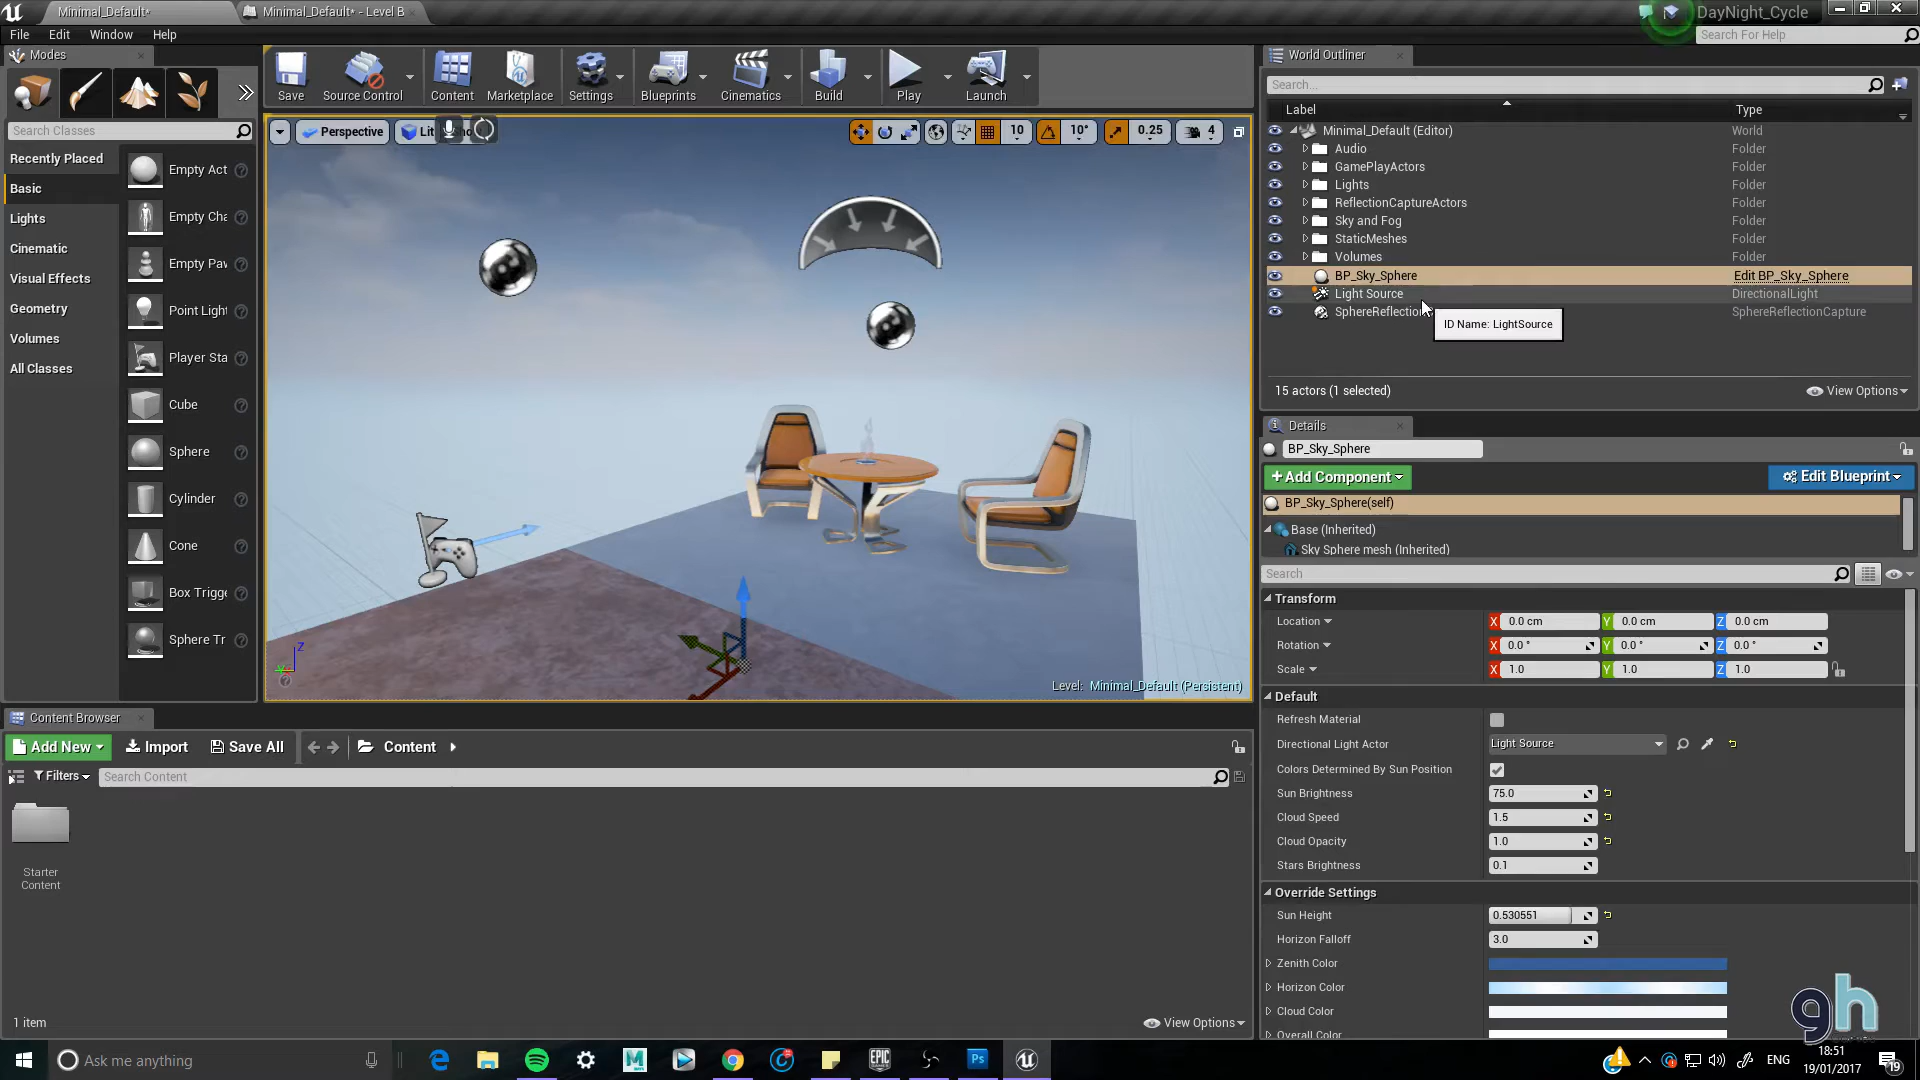 Minimal_Default*
Minimal_Default* - Level B
DayNight_Cycle
File
Edit
Window
Help
Search For Help
Modes
Search Classes
Recently Placed
Basic
Lights
Cinematic
Visual Effects
Geometry
Volumes
All Classes
Empty Act
Empty Cha
Empty Paw
Point Light
Player Sta
Cube
Sphere
Cylinder
Cone
Box Trigge
Sphere Tr
Save
Source Control
Content
Marketplace
Settings
Blueprints
Cinematics
Build
Play
Launch
Perspective
Lit
10
10°
0.25
4
Level: Minimal_Default (Persistent)
World Outliner
Search...
Label
Type
Minimal_Default (Editor)
World
Audio
Folder
GamePlayActors
Folder
Lights
Folder
ReflectionCaptureActors
Folder
Sky and Fog
Folder
StaticMeshes
Folder
Volumes
Folder
BP_Sky_Sphere
Edit BP_Sky_Sphere
Light Source
DirectionalLight
SphereReflection
SphereReflectionCapture
ID Name: LightSource
15 actors (1 selected)
View Options
Details
BP_Sky_Sphere
+Add Component
Edit Blueprint
BP_Sky_Sphere(self)
Base (Inherited)
Sky Sphere mesh (Inherited)
Search
Transform
Location
X 0.0 cm
Y 0.0 cm
Z 0.0 cm
Rotation
X 0.0 °
Y 0.0 °
Z 0.0 °
Scale
X 1.0
Y 1.0
Z 1.0
Default
Refresh Material
Directional Light Actor
Light Source
Colors Determined By Sun Position
Sun Brightness
75.0
Cloud Speed
1.5
Cloud Opacity
1.0
Stars Brightness
0.1
Override Settings
Sun Height
0.530551
Horizon Falloff
3.0
Zenith Color
Horizon Color
Cloud Color
Overall Color
Content Browser
Add New
Import
Save All
Content
Filters
Search Content
Starter
Content
1 item
View Options
gh
Ask me anything
EPIC
Ps
ENG
18:51
19/01/2017
19